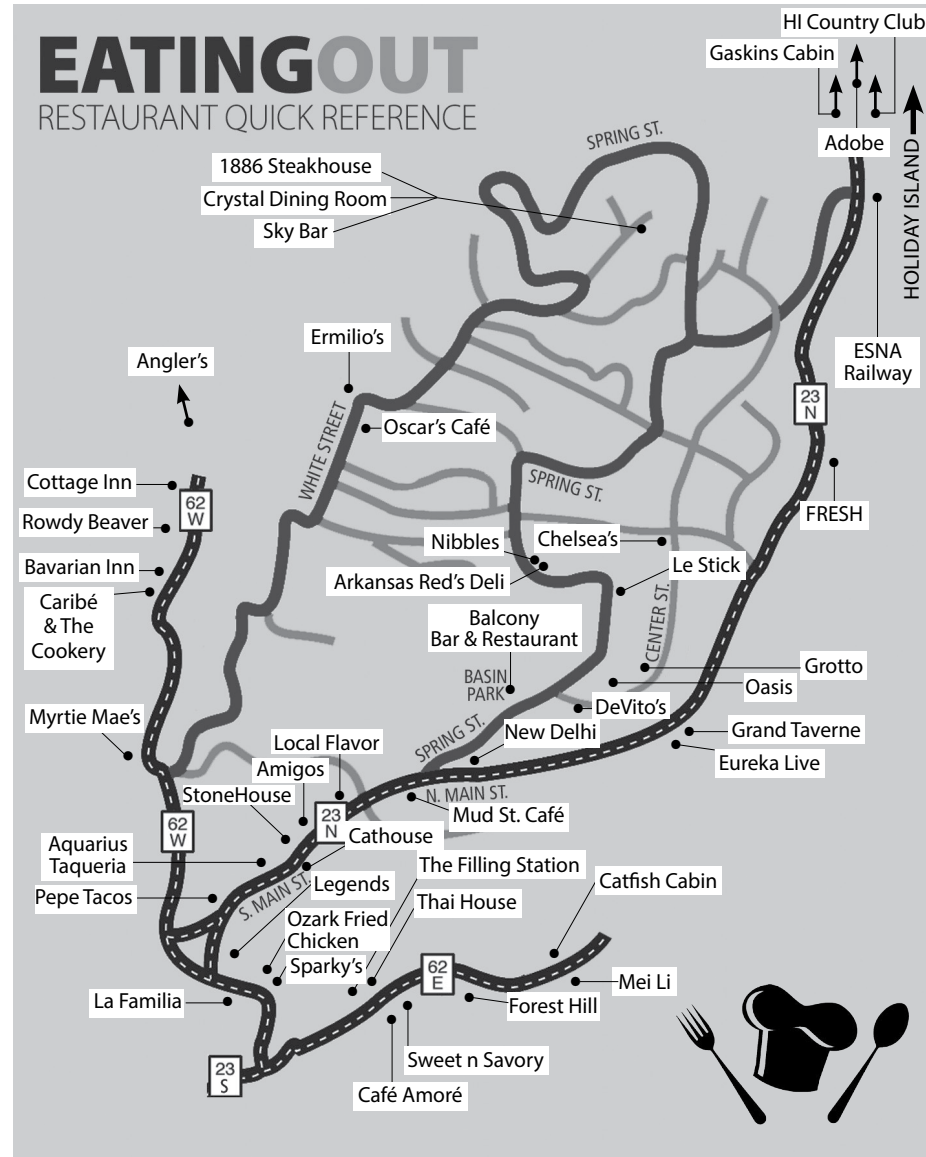 EATINGOUT
RESTAURANT QUICK REFERENCE
HI Country Club
Gaskins Cabin
Adobe
HOLIDAY ISLAND
SPRING ST.
1886 Steakhouse
Crystal Dining Room
Sky Bar
ESNA
Railway
Ermilio's
Angler's
23
N
WHITE STREET
Oscar's Café
Cottage Inn
62
W
Rowdy Beaver
SPRING ST.
FRESH
Nibbles
Chelsea's
Bavarian Inn
Arkansas Red's Deli
Le Stick
Caribé
& The
Cookery
Balcony
Bar & Restaurant
CENTER ST.
BASIN
PARK
Grotto
Oasis
DeVito's
Myrtie Mae's
SPRING ST.
New Delhi
Grand Taverne
Eureka Live
Local Flavor
Amigos
StoneHouse
N. MAIN ST.
Mud St. Café
23
N
62
W
Cathouse
Aquarius
Taqueria
The Filling Station
Pepe Tacos
S. MAIN ST.
Legends
Catfish Cabin
Thai House
Ozark Fried
Chicken
Sparky's
62
E
Mei Li
La Familia
Forest Hill
Sweet n Savory
23
S
Café Amoré